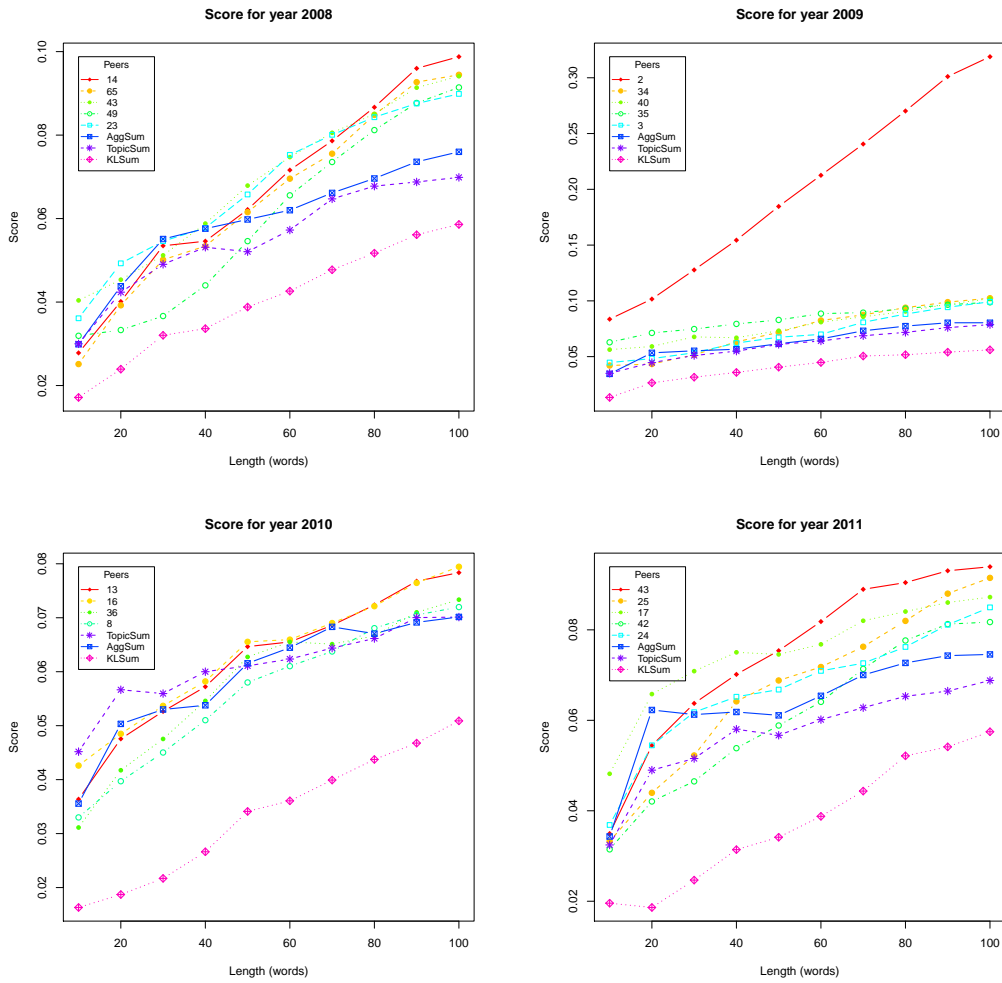 Score for year 2008
Score
0.02
0.04
0.06
0.08
0.10
Peers
14
65
43
49
23
AggSum
TopicSum
KLSum
20
40
60
80
100
Length (words)
Score for year 2009
Score
0.05
0.10
0.15
0.20
0.25
0.30
Peers
2
34
40
35
3
AggSum
TopicSum
KLSum
20
40
60
80
100
Length (words)
Score for year 2010
Score
0.02
0.03
0.04
0.05
0.06
0.07
0.08
Peers
13
16
36
8
TopicSum
AggSum
KLSum
20
40
60
80
100
Length (words)
Score for year 2011
Score
0.02
0.04
0.06
0.08
Peers
43
25
17
42
24
AggSum
TopicSum
KLSum
20
40
60
80
100
Length (words)